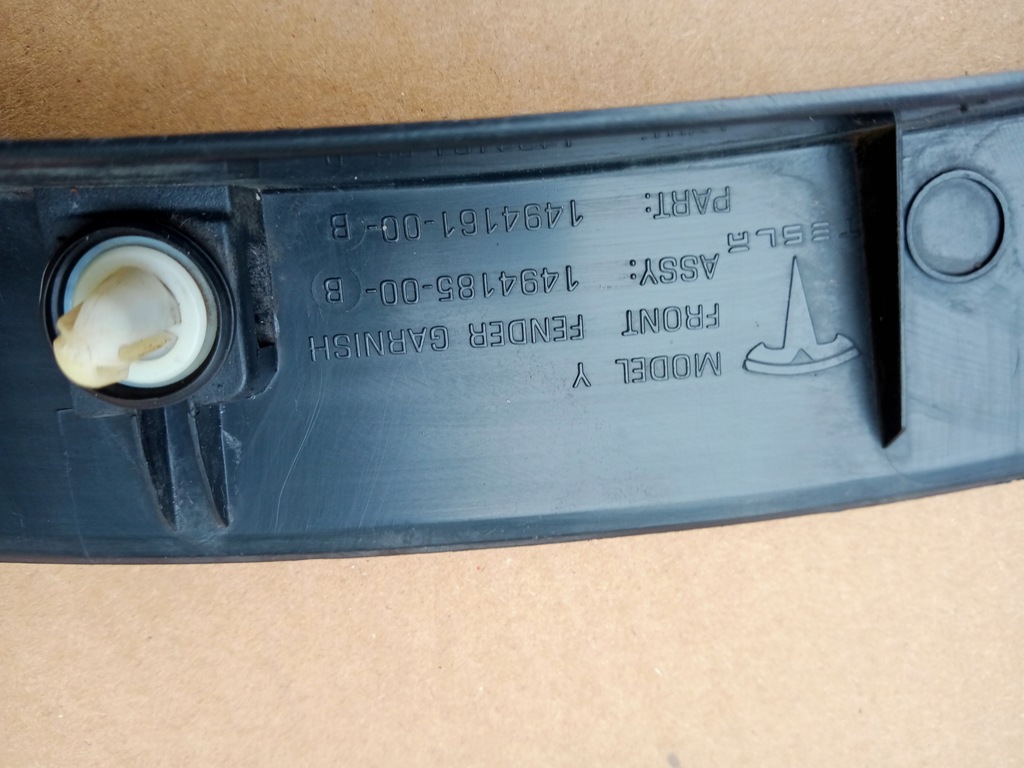 TESLA
MODEL Y
FRONT FENDER GARNISH
ASSY: 1494185-00-B
PART: 1494161-00-B